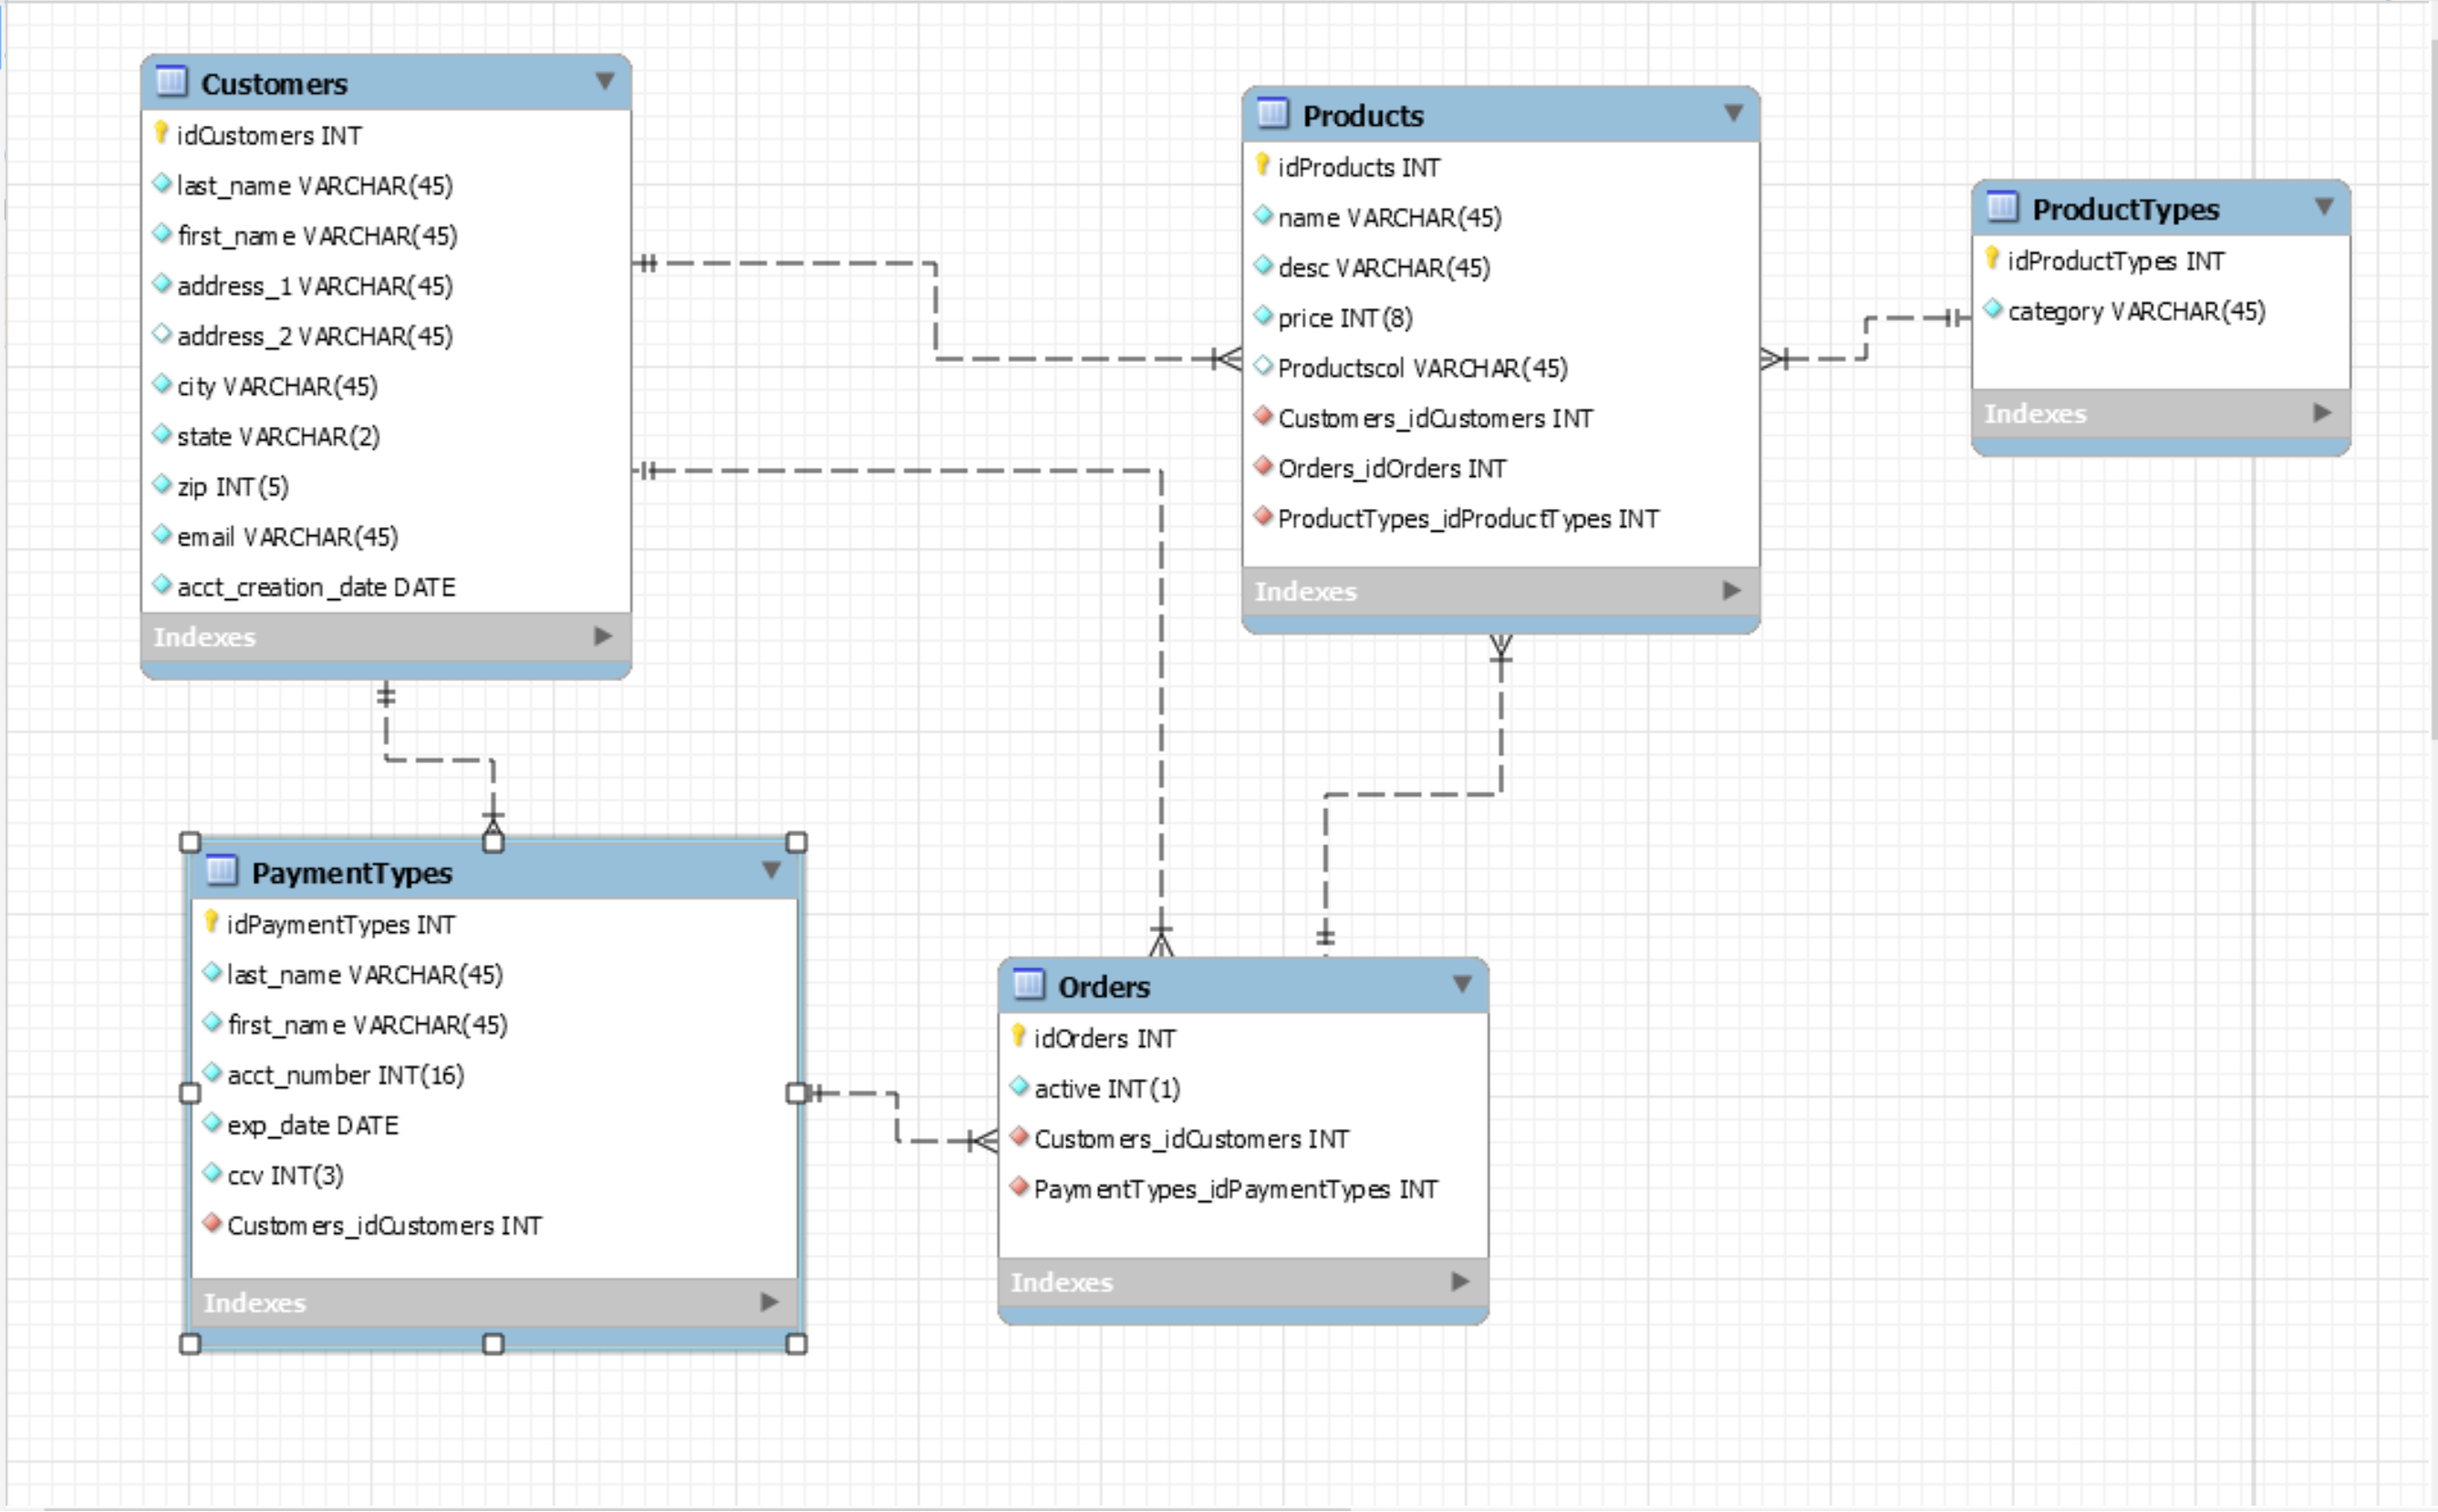 Customers
idCustomers INT
last_name VARCHAR(45)
first_name VARCHAR(45)
address_1 VARCHAR(45)
address_2 VARCHAR(45)
city VARCHAR(45)
state VARCHAR(2)
zip INT(5)
email VARCHAR(45)
acct_creation_date DATE
Indexes
Products
idProducts INT
name VARCHAR(45)
desc VARCHAR(45)
price INT(8)
Productscol VARCHAR(45)
Customers_idCustomers INT
Orders_idOrders INT
ProductTypes_idProductTypes INT
Indexes
ProductTypes
idProductTypes INT
category VARCHAR(45)
Indexes
PaymentTypes
idPaymentTypes INT
last_name VARCHAR(45)
first_name VARCHAR(45)
acct_number INT(16)
exp_date DATE
ccv INT(3)
Customers_idCustomers INT
Indexes
Orders
idOrders INT
active INT(1)
Customers_idCustomers INT
PaymentTypes_idPaymentTypes INT
Indexes